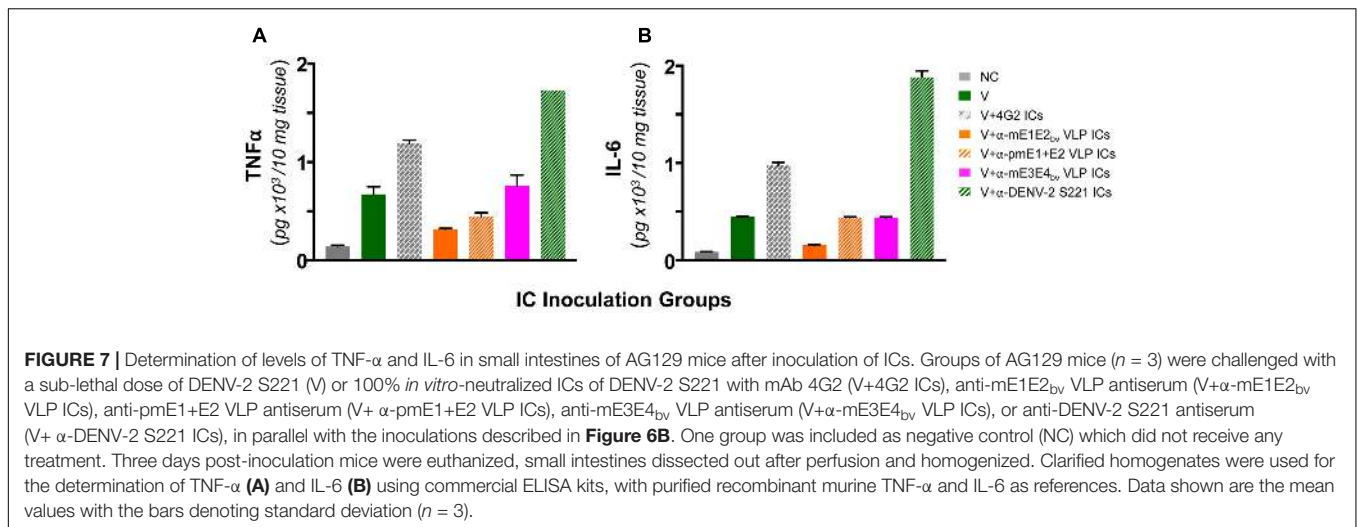 A
B
2
1
0
TNFα
(pg x10³/10 mg tissue)
2
1
0
IL-6
(pg x10³/10 mg tissue)
NC
V
V+4G2 ICs
V+α-mE1E2bv VLP ICs
V+α-pmE1+E2 VLP ICs
V+α-mE3E4bv VLP ICs
V+α-DENV-2 S221 ICs
IC Inoculation Groups
FIGURE 7 | Determination of levels of TNF-α and IL-6 in small intestines of AG129 mice after inoculation of ICs. Groups of AG129 mice (n = 3) were challenged with
a sub-lethal dose of DENV-2 S221 (V) or 100% in vitro-neutralized ICs of DENV-2 S221 with mAb 4G2 (V+4G2 ICs), anti-mE1E2bv VLP antiserum (V+α-mE1E2bv
VLP ICs), anti-pmE1+E2 VLP antiserum (V+ α-pmE1+E2 VLP ICs), anti-mE3E4bv VLP antiserum (V+α-mE3E4bv VLP ICs), or anti-DENV-2 S221 antiserum
(V+ α-DENV-2 S221 ICs), in parallel with the inoculations described in Figure 6B. One group was included as negative control (NC) which did not receive any
treatment. Three days post-inoculation mice were euthanized, small intestines dissected out after perfusion and homogenized. Clarified homogenates were used for
the determination of TNF-α (A) and IL-6 (B) using commercial ELISA kits, with purified recombinant murine TNF-α and IL-6 as references. Data shown are the mean
values with the bars denoting standard deviation (n = 3).